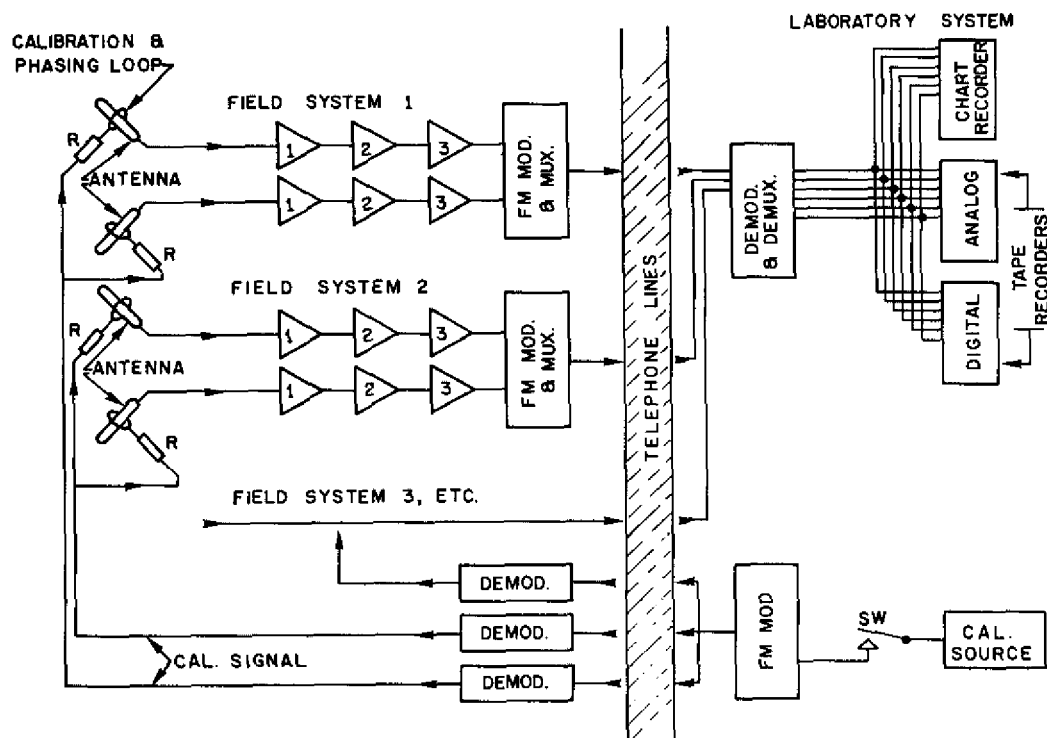 LABORATORY SYSTEM
CALIBRATION &
PHASING LOOP
R
ANTENNA
R
FIELD SYSTEM 1
1 2 3
1 2 3
FM MOD.
& MUX.
R
ANTENNA
R
FIELD SYSTEM 2
1 2 3
1 2 3
FM MOD.
& MUX.
FIELD SYSTEM 3, ETC.
TELEPHONE LINES
DEMOD.
& DEMUX.
CHART
RECORDER
ANALOG
DIGITAL
TAPE
RECORDERS
DEMOD.
DEMOD.
DEMOD.
CAL. SIGNAL
FM MOD
SW
CAL.
SOURCE